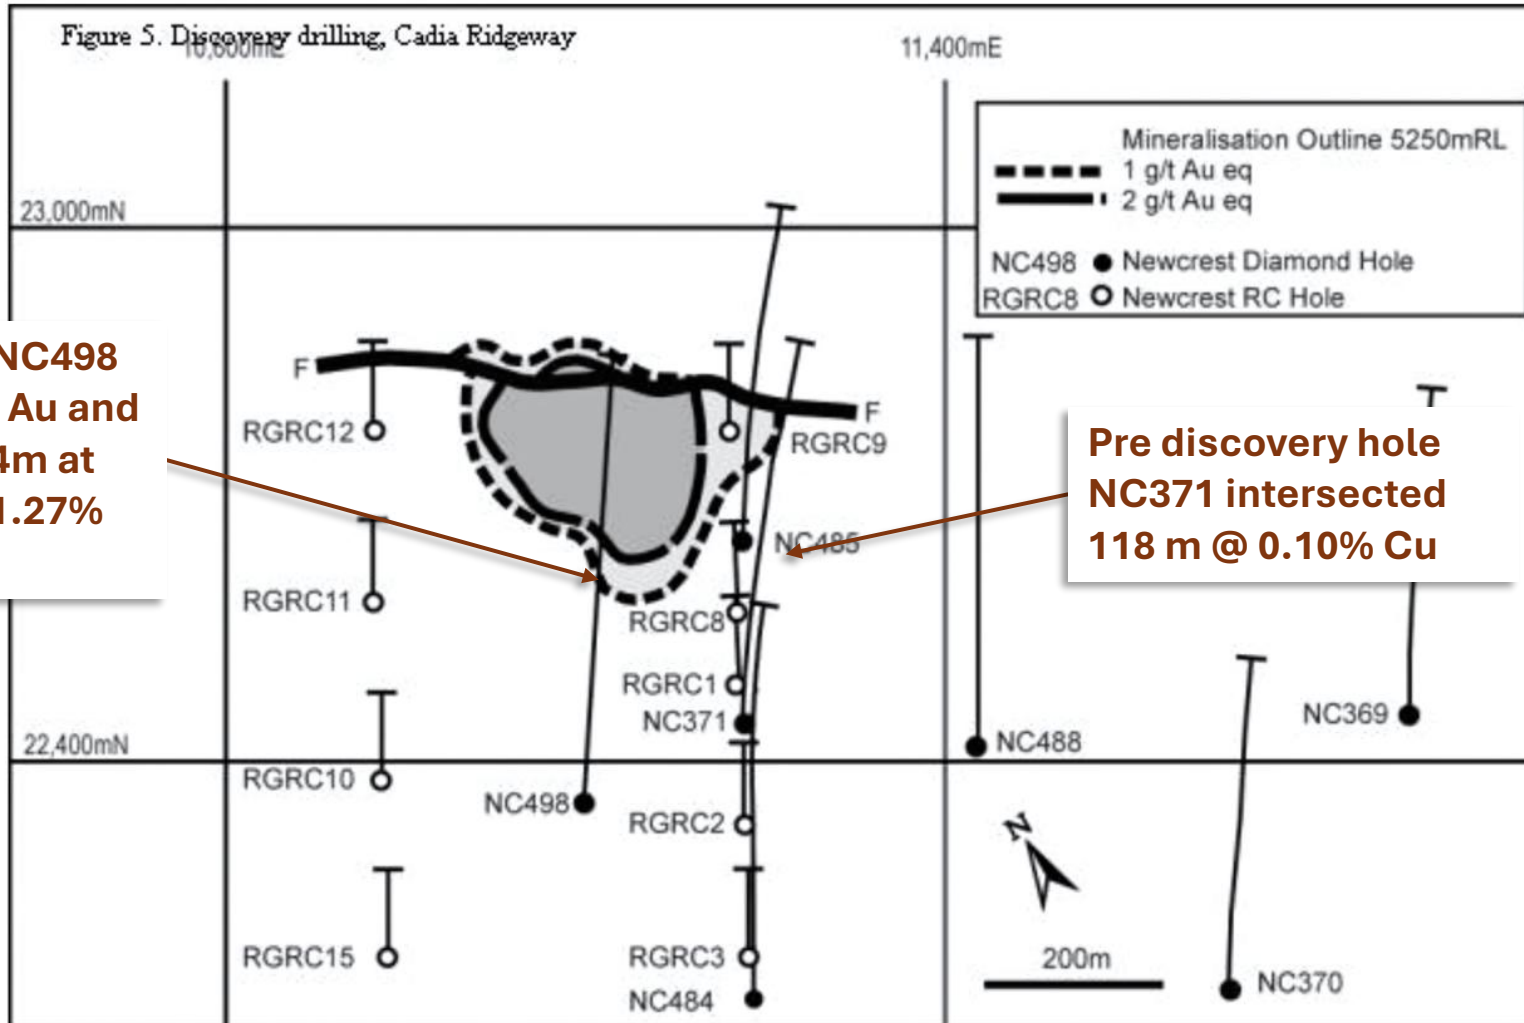 Figure 5. Discovery drilling, Cadia Ridgeway
10,600mE
11,400mE
Mineralisation Outline 5250mRL
1 g/t Au eq
2 g/t Au eq
NC498 Newcrest Diamond Hole
RGRC8 Newcrest RC Hole
23,000mN
NC498
Au and
4m at
1.27%
F
F
RGRC12
RGRC9
Pre discovery hole
NC371 intersected
118 m @ 0.10% Cu
NC485
RGRC11
RGRC8
RGRC1
NC371
NC369
22,400mN
NC488
RGRC10
NC498
RGRC2
N
RGRC15
RGRC3
200m
NC484
NC370